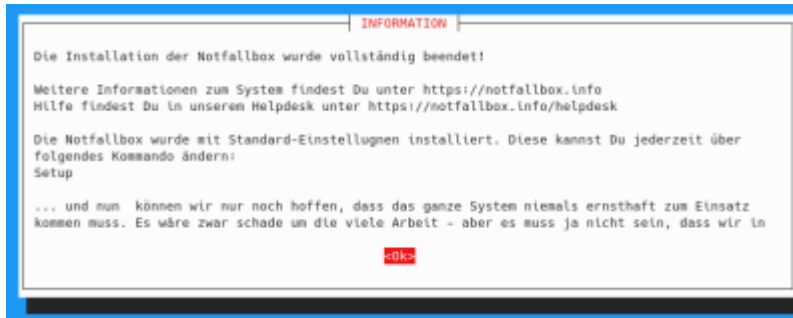 INFORMATION
Die Installation der Notfallbox wurde vollständig beendet!
Weitere Informationen zum System findest Du unter https://notfallbox.info
Hilfe findest Du in unserem Helpdesk unter https://notfallbox.info/helpdesk
Die Notfallbox wurde mit Standard-Einstellugnen installiert. Diese kannst Du jederzeit über
folgendes Kommando ändern:
Setup
... und nun  können wir nur noch hoffen, dass das ganze System niemals ernsthaft zum Einsatz
kommen muss. Es wäre zwar schade um die viele Arbeit – aber es muss ja nicht sein, dass wir in
<Ok>